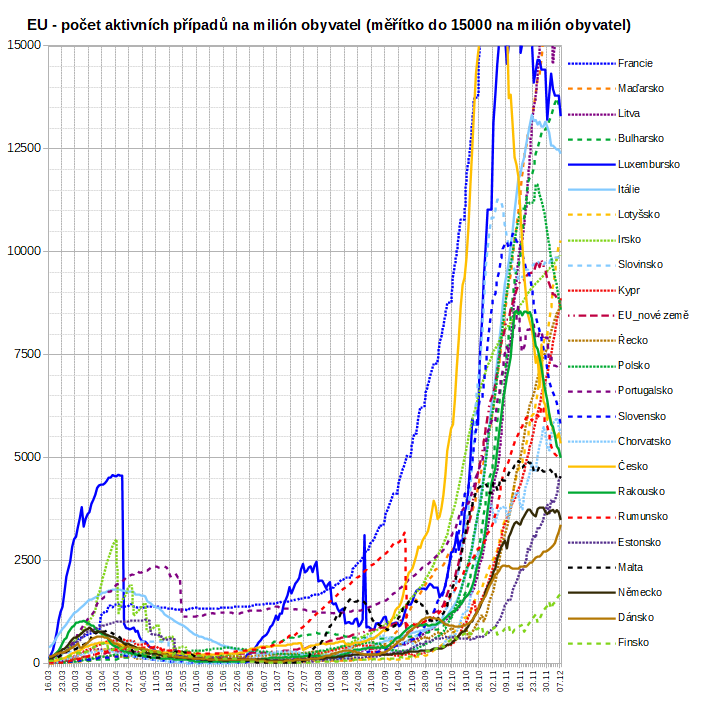 EU - počet aktivních případů na milión obyvatel (měřítko do 15000 na milión obyvatel)
15000
12500
10000
7500
5000
2500
0
Francie
Maďarsko
Litva
Bulharsko
Luxembursko
Itálie
Lotyšsko
Irsko
Slovinsko
Kypr
EU_nové země
Řecko
Polsko
Portugalsko
Slovensko
Chorvatsko
Česko
Rakousko
Rumunsko
Estonsko
Malta
Německo
Dánsko
Finsko
16.03
23.03
30.03
06.04
13.04
20.04
27.04
04.05
11.05
18.05
25.05
01.06
08.06
15.06
22.06
29.06
06.07
13.07
20.07
27.07
03.08
10.08
17.08
24.08
31.08
07.09
14.09
21.09
28.09
05.10
12.10
19.10
26.10
02.11
09.11
16.11
23.11
30.11
07.12